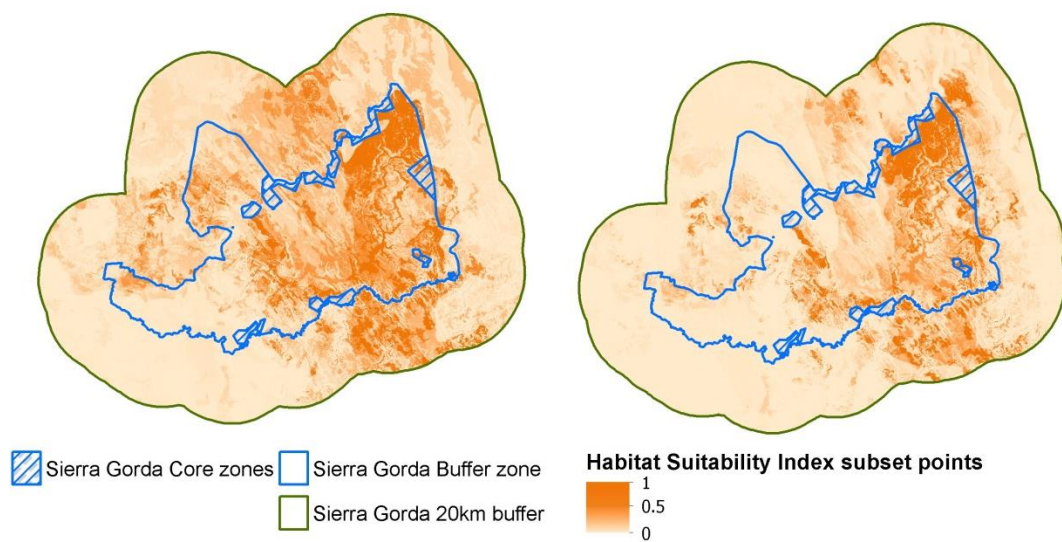 Sierra Gorda Core zones
Sierra Gorda Buffer zone
Sierra Gorda 20km buffer
Habitat Suitability Index subset points
1
0.5
0